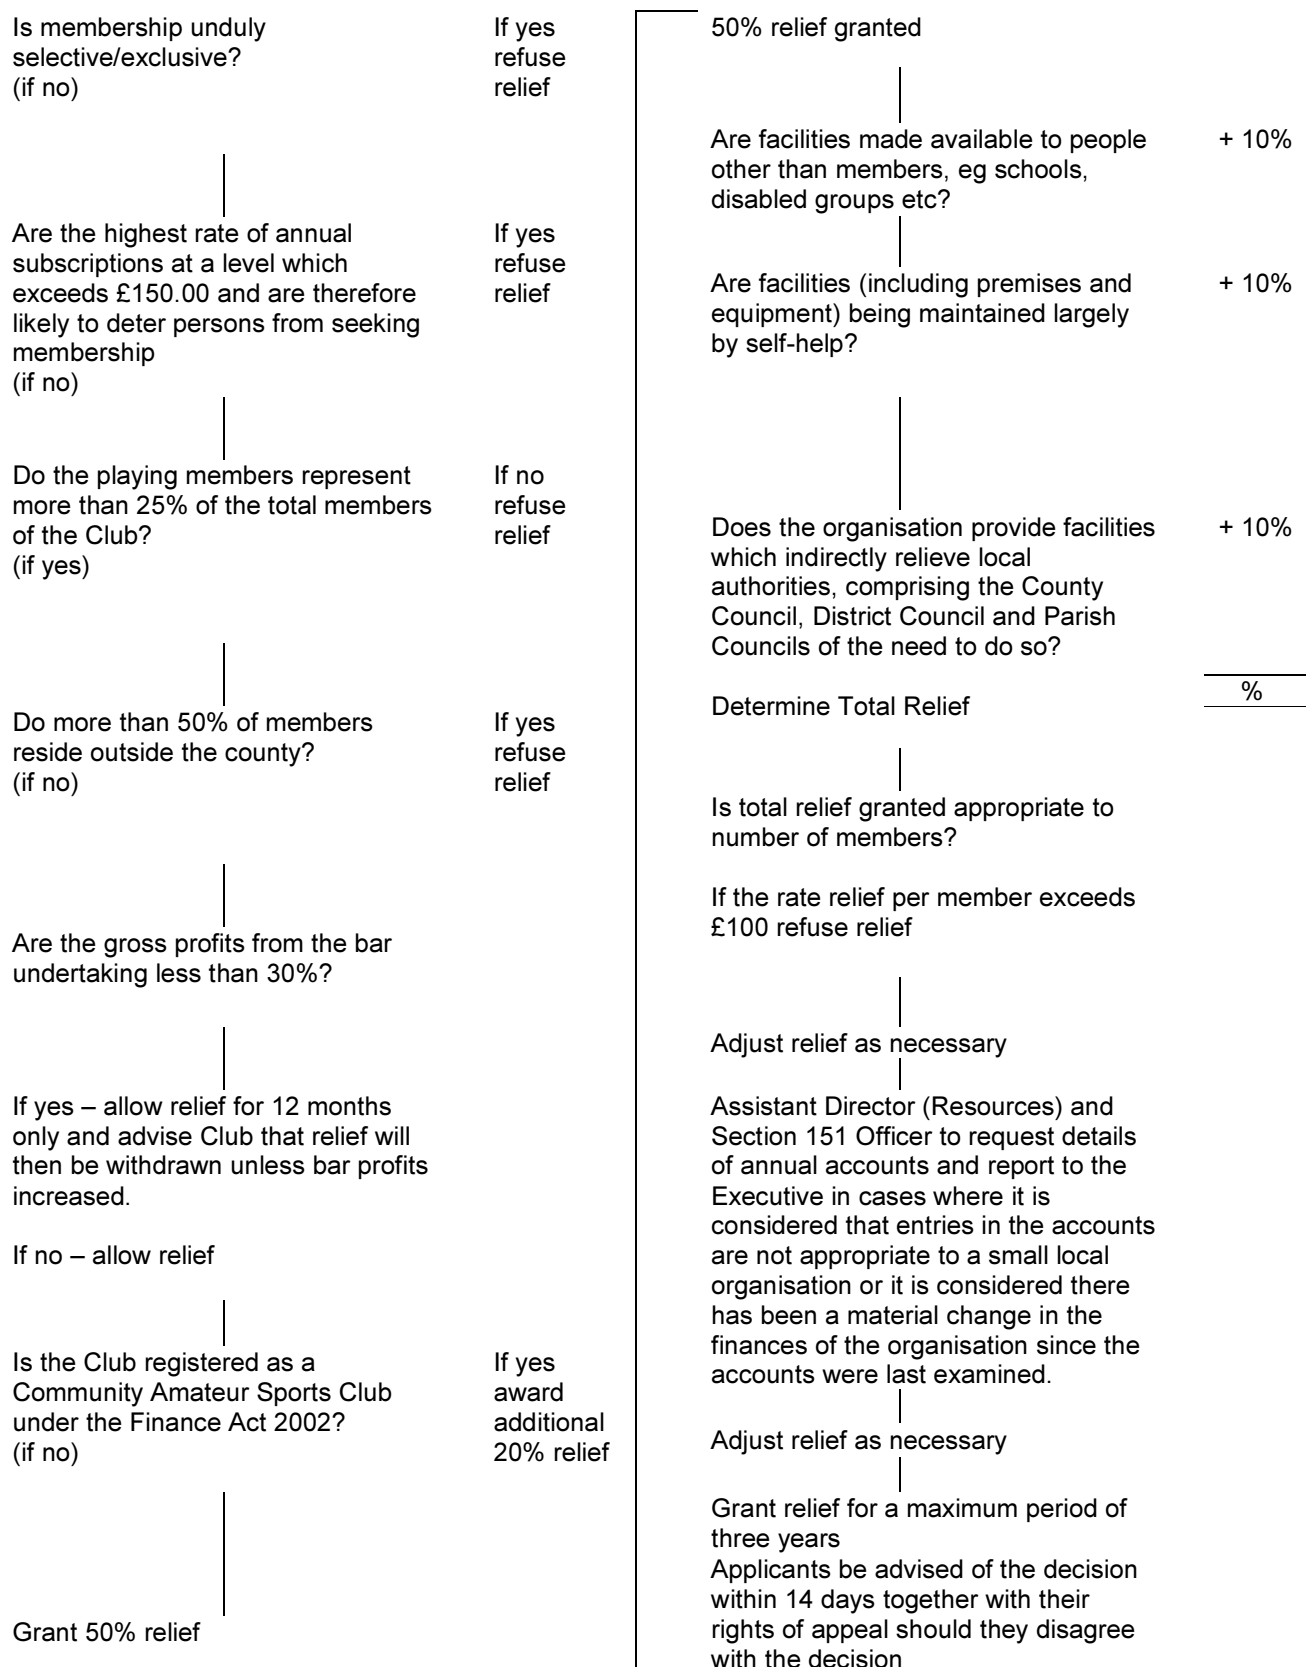 Is membership unduly
selective/exclusive?
(if no)
If yes
refuse
relief
Are the highest rate of annual
subscriptions at a level which
exceeds £150.00 and are therefore
likely to deter persons from seeking
membership
(if no)
If yes
refuse
relief
Do the playing members represent
more than 25% of the total members
of the Club?
(if yes)
If no
refuse
relief
Do more than 50% of members
reside outside the county?
(if no)
If yes
refuse
relief
Are the gross profits from the bar
undertaking less than 30%?
If yes – allow relief for 12 months
only and advise Club that relief will
then be withdrawn unless bar profits
increased.
If no – allow relief
Is the Club registered as a
Community Amateur Sports Club
under the Finance Act 2002?
(if no)
If yes
award
additional
20% relief
Grant 50% relief
50% relief granted
Are facilities made available to people
other than members, eg schools,
disabled groups etc?
+ 10%
Are facilities (including premises and
equipment) being maintained largely
by self-help?
+ 10%
Does the organisation provide facilities
which indirectly relieve local
authorities, comprising the County
Council, District Council and Parish
Councils of the need to do so?
+ 10%
Determine Total Relief
%
Is total relief granted appropriate to
number of members?
If the rate relief per member exceeds
£100 refuse relief
Adjust relief as necessary
Assistant Director (Resources) and
Section 151 Officer to request details
of annual accounts and report to the
Executive in cases where it is
considered that entries in the accounts
are not appropriate to a small local
organisation or it is considered there
has been a material change in the
finances of the organisation since the
accounts were last examined.
Adjust relief as necessary
Grant relief for a maximum period of
three years
Applicants be advised of the decision
within 14 days together with their
rights of appeal should they disagree
with the decision